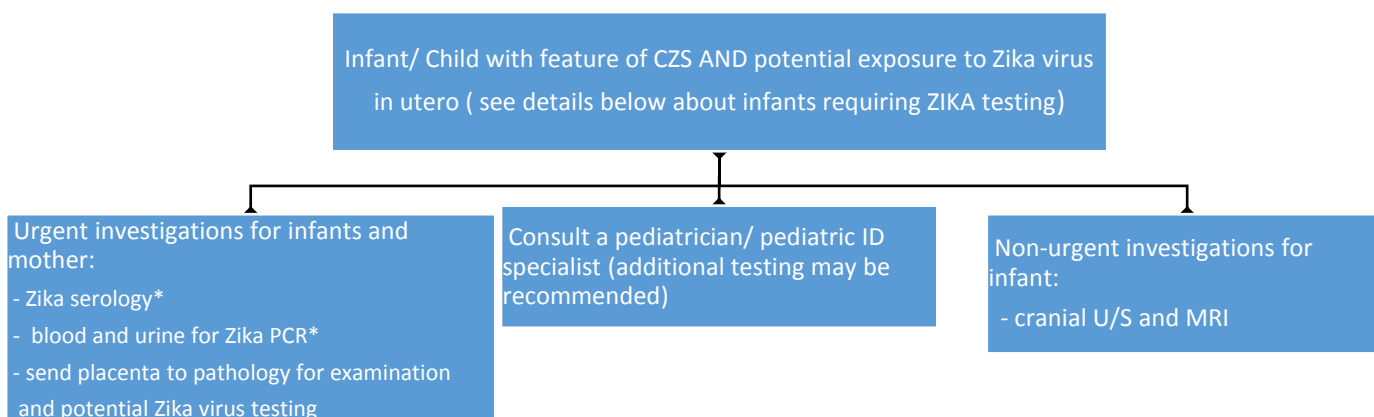 Infant/ Child with feature of CZS AND potential exposure to Zika virus
in utero ( see details below about infants requiring ZIKA testing)
Urgent investigations for infants and
mother:
- Zika serology*
- blood and urine for Zika PCR*
- send placenta to pathology for examination
and potential Zika virus testing
Consult a pediatrician/ pediatric ID
specialist (additional testing may be
recommended)
Non-urgent investigations for
infant:
- cranial U/S and MRI